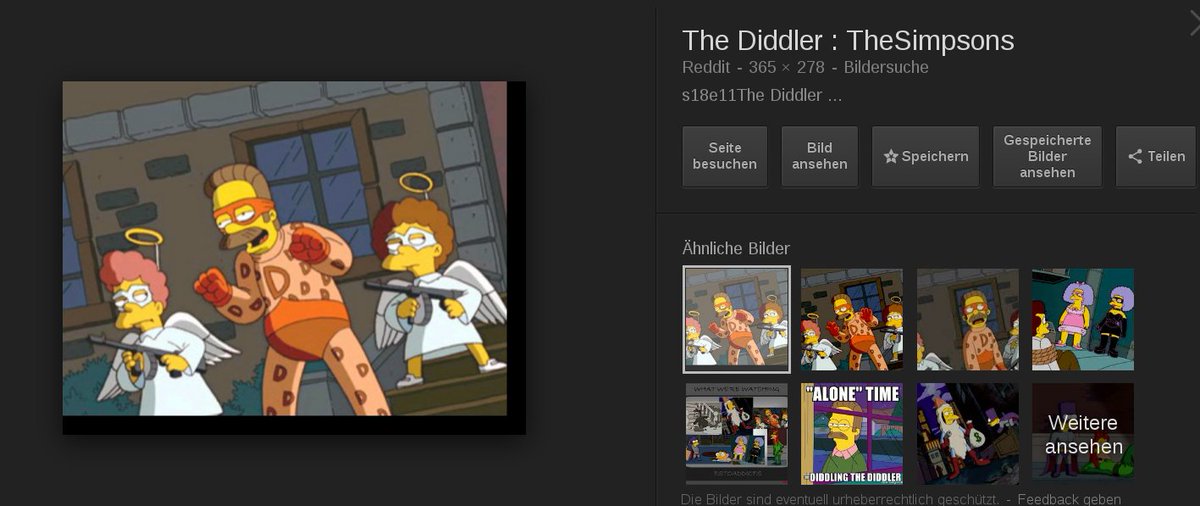 The Diddler : TheSimpsons
Reddit - 365 × 278 - Bildersuche
s18e11The Diddler ...
Seite besuchen
Bild ansehen
Speichern
Gespeicherte Bilder ansehen
Teilen
Ähnliche Bilder
D D D D
WHAT WE'RE WATCHING
"ALONE" TIME
"DIDDLING THE DIDDLER
Weitere ansehen
Die Bilder sind eventuell urheberrechtlich geschützt. - Feedback geben